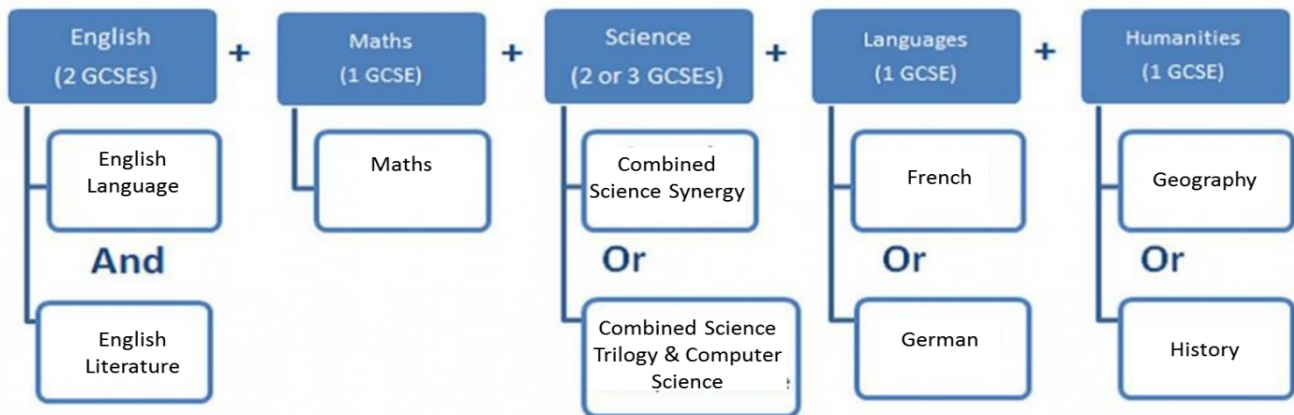 English
(2 GCSEs)
+
Maths
(1 GCSE)
+
Science
(2 or 3 GCSEs)
+
Languages
(1 GCSE)
+
Humanities
(1 GCSE)
English
Language
And
English
Literature
Maths
Combined
Science Synergy
Or
Combined Science
Trilogy & Computer
Science
French
Or
German
Geography
Or
History